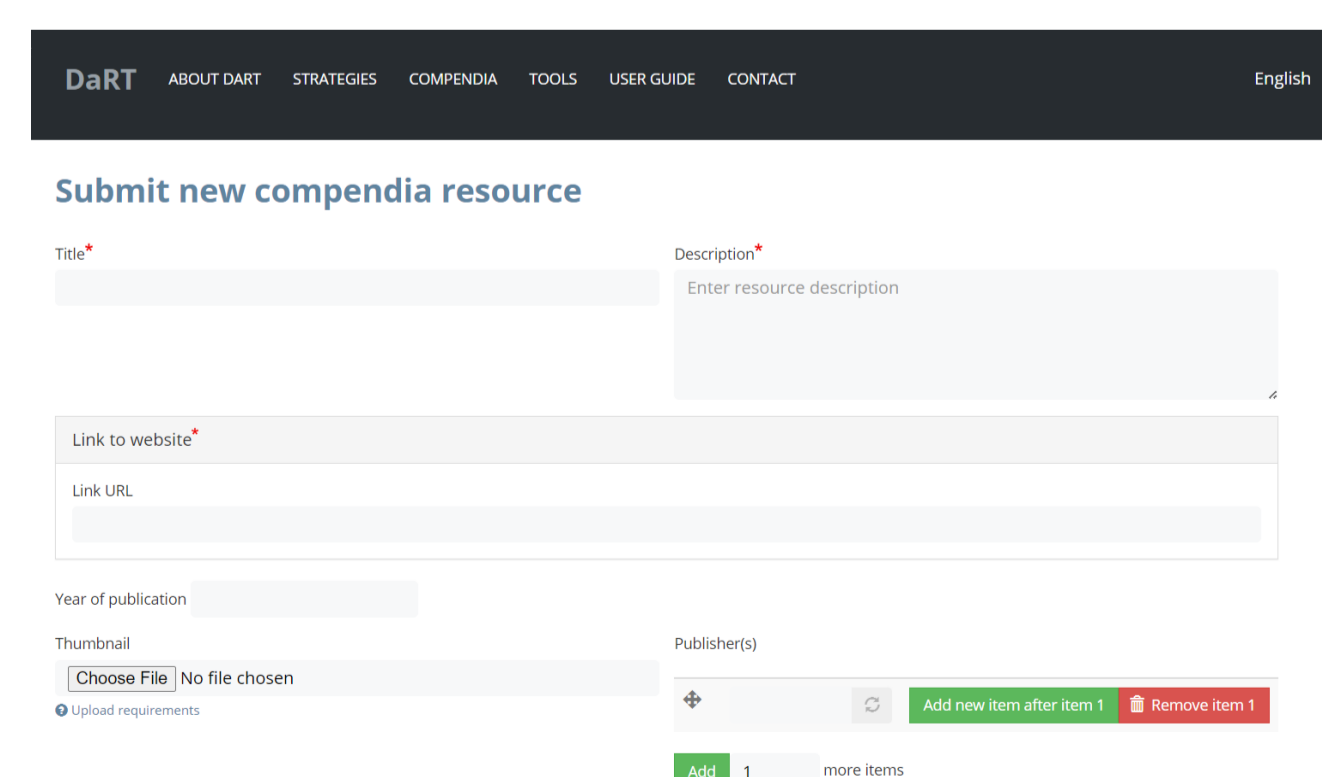 DaRT ABOUT DART STRATEGIES COMPENDIA TOOLS USER GUIDE CONTACT English
Submit new compendia resource
Title* Description*
Enter resource description
Link to website*
Link URL
Year of publication
Thumbnail Publisher(s)
Choose File No file chosen
Add new item after item 1 Remove item 1
Upload requirements
Add 1 more items